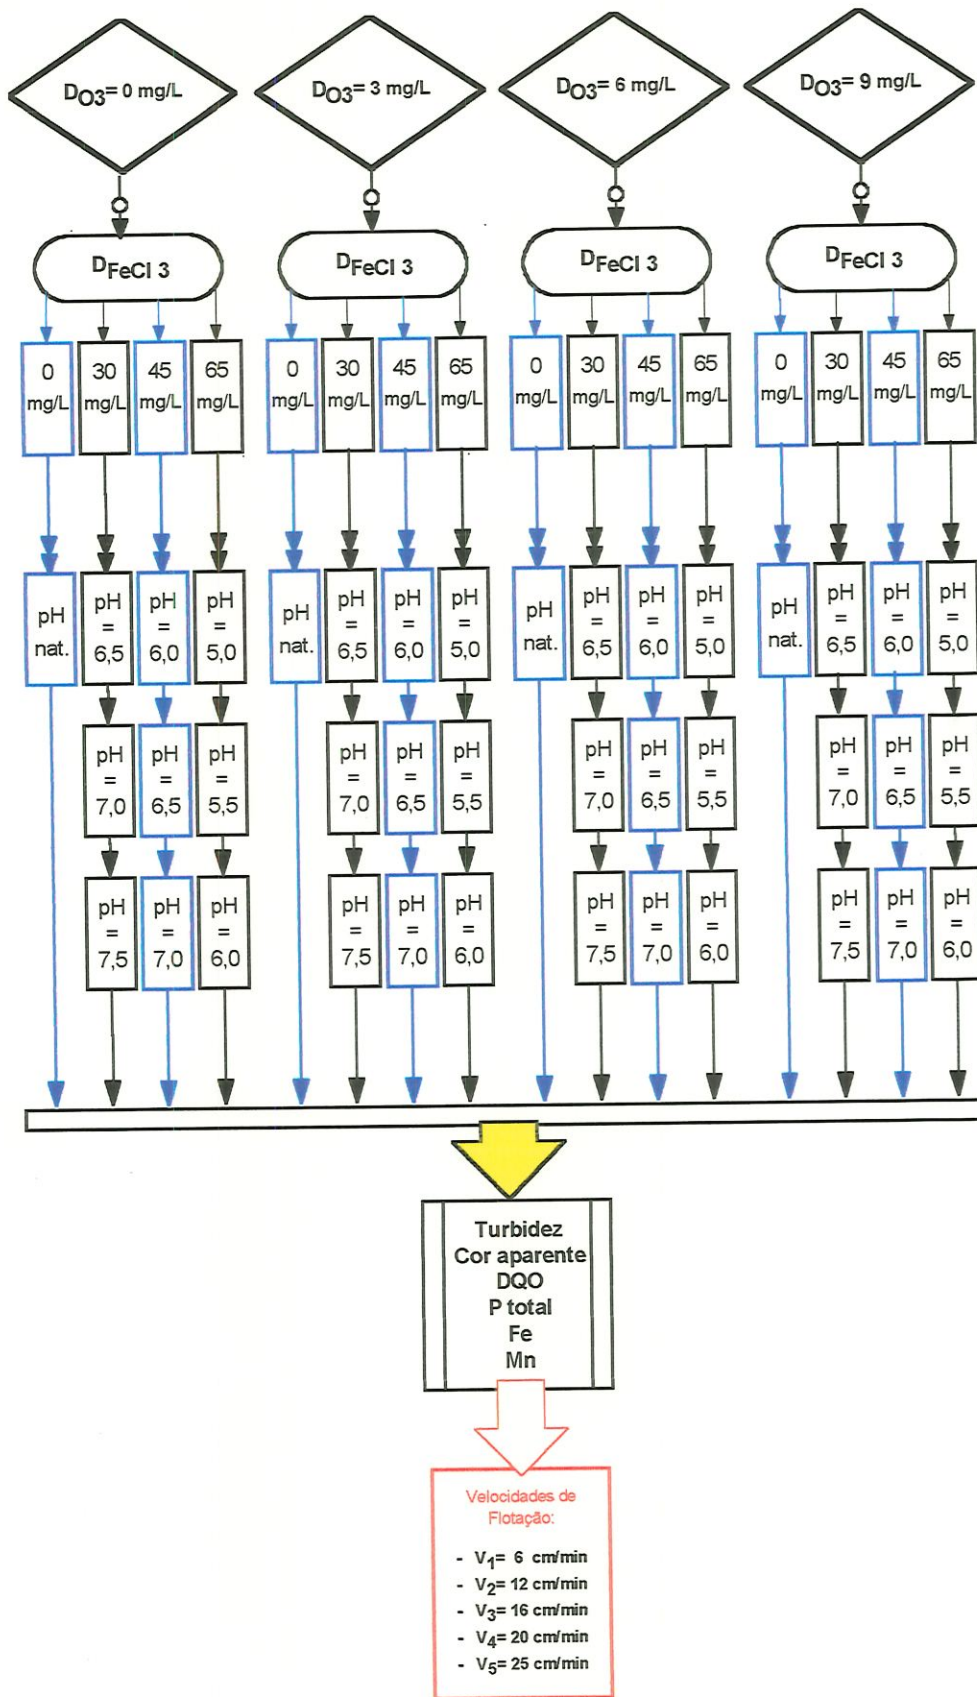 DO3= 0 mg/L
DO3= 3 mg/L
DO3= 6 mg/L
DO3= 9 mg/L
DFeCl 3
DFeCl 3
DFeCl 3
DFeCl 3
0 30 45 65
mg/L mg/L mg/L mg/L
0 30 45 65
mg/L mg/L mg/L mg/L
0 30 45 65
mg/L mg/L mg/L mg/L
0 30 45 65
mg/L mg/L mg/L mg/L
pH
nat.
pH
=
6,5
pH
=
6,0
pH
=
5,0
pH
nat.
pH
=
6,5
pH
=
6,0
pH
=
5,0
pH
nat.
pH
=
6,5
pH
=
6,0
pH
=
5,0
pH
nat.
pH
=
6,5
pH
=
6,0
pH
=
5,0
pH
=
7,0
pH
=
6,5
pH
=
5,5
pH
=
7,0
pH
=
6,5
pH
=
5,5
pH
=
7,0
pH
=
6,5
pH
=
5,5
pH
=
7,0
pH
=
6,5
pH
=
5,5
pH
=
7,5
pH
=
7,0
pH
=
6,0
pH
=
7,5
pH
=
7,0
pH
=
6,0
pH
=
7,5
pH
=
7,0
pH
=
6,0
pH
=
7,5
pH
=
7,0
pH
=
6,0
Turbidez
Cor aparente
DQO
P total
Fe
Mn
Velocidades de
Flotação:
- V1= 6 cm/min
- V2= 12 cm/min
- V3= 16 cm/min
- V4= 20 cm/min
- V5= 25 cm/min